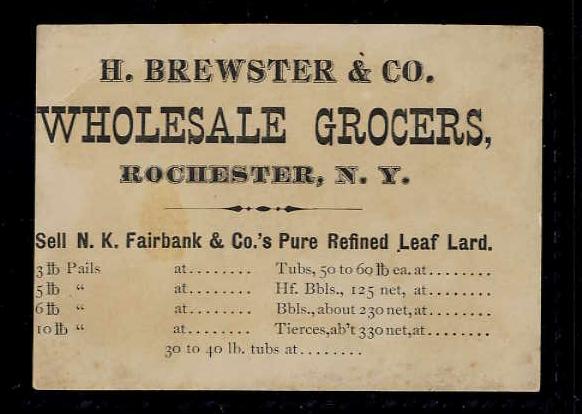 H. BREWSTER & CO.
WHOLESALE GROCERS,
ROCHESTER, N. Y.
Sell N. K. Fairbank & Co.'s Pure Refined Leaf Lard.
3 lb Pails at........ Tubs, 50 to 60 lb ea. at........
5 lb “ at........ Hf. Bbls., 125 net, at........
6 lb “ at........ Bbls., about 230 net, at........
10 lb “ at........ Tierces, ab't 330 net, at........
30 to 40 lb. tubs at........